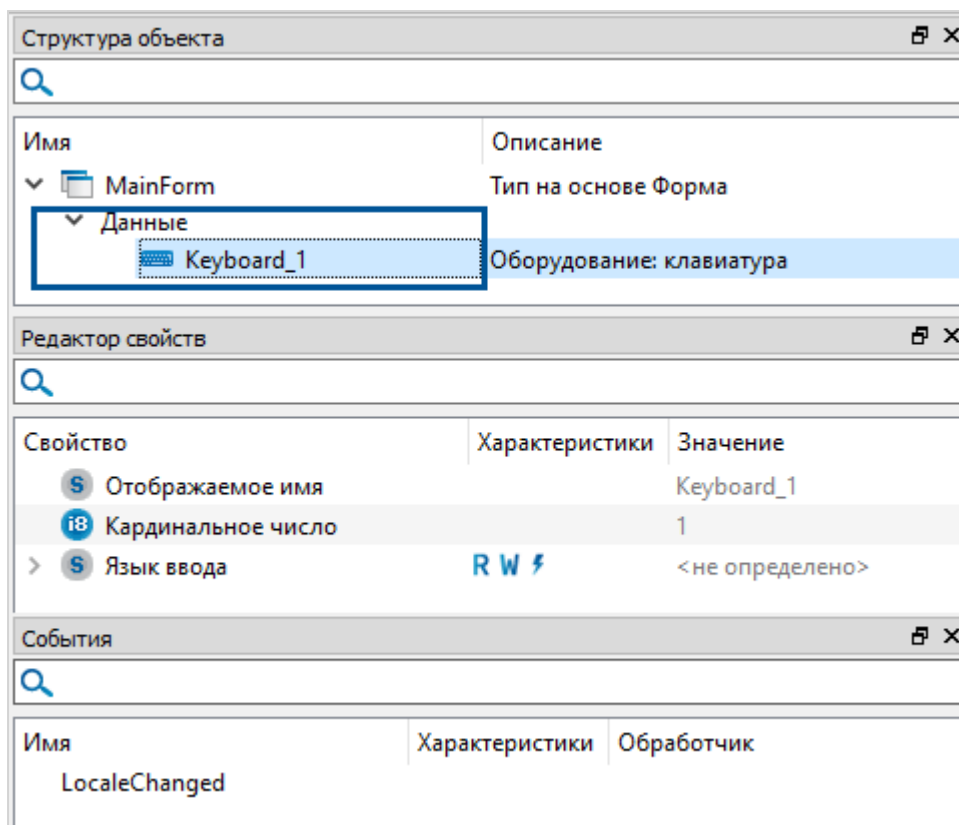 Структура объекта
Имя Описание
MainForm Тип на основе Форма
Данные
Keyboard_1 Оборудование: клавиатура
Редактор свойств
Свойство Характеристики Значение
S Отображаемое имя Keyboard_1
i8 Кардинальное число 1
S Язык ввода R W <не определено>
События
Имя Характеристики Обработчик
LocaleChanged